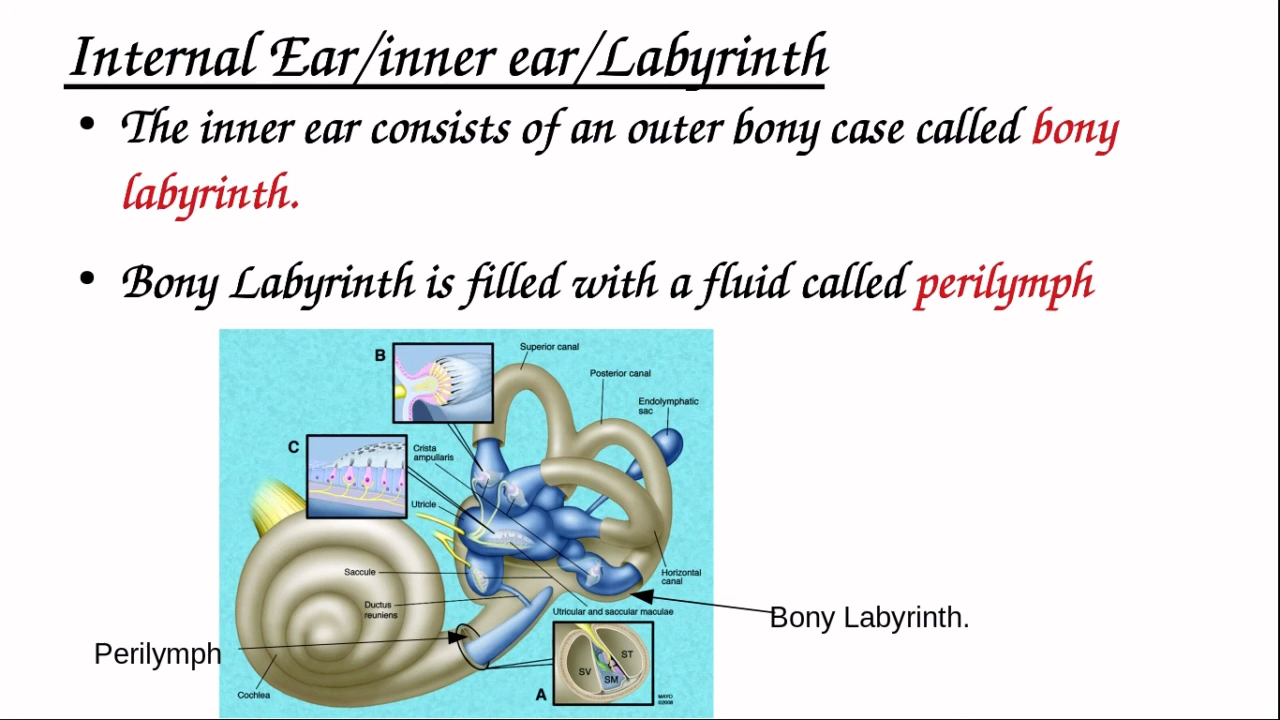 Internal Ear/inner ear/Labyrinth
• The inner ear consists of an outer bony case called bony
labyrinth.
• Bony Labyrinth is filled with a fluid called perilymph
B
Superior canal
Posterior canal
Endolymphatic
sac
C
Crista
ampullaris
Utricle
Saccule
Horizontal
canal
Ductus
reuniens
Utricular and saccular maculae
Bony Labyrinth.
Perilymph
ST
SV
SM
Cochlea
A
MAYO
©2008